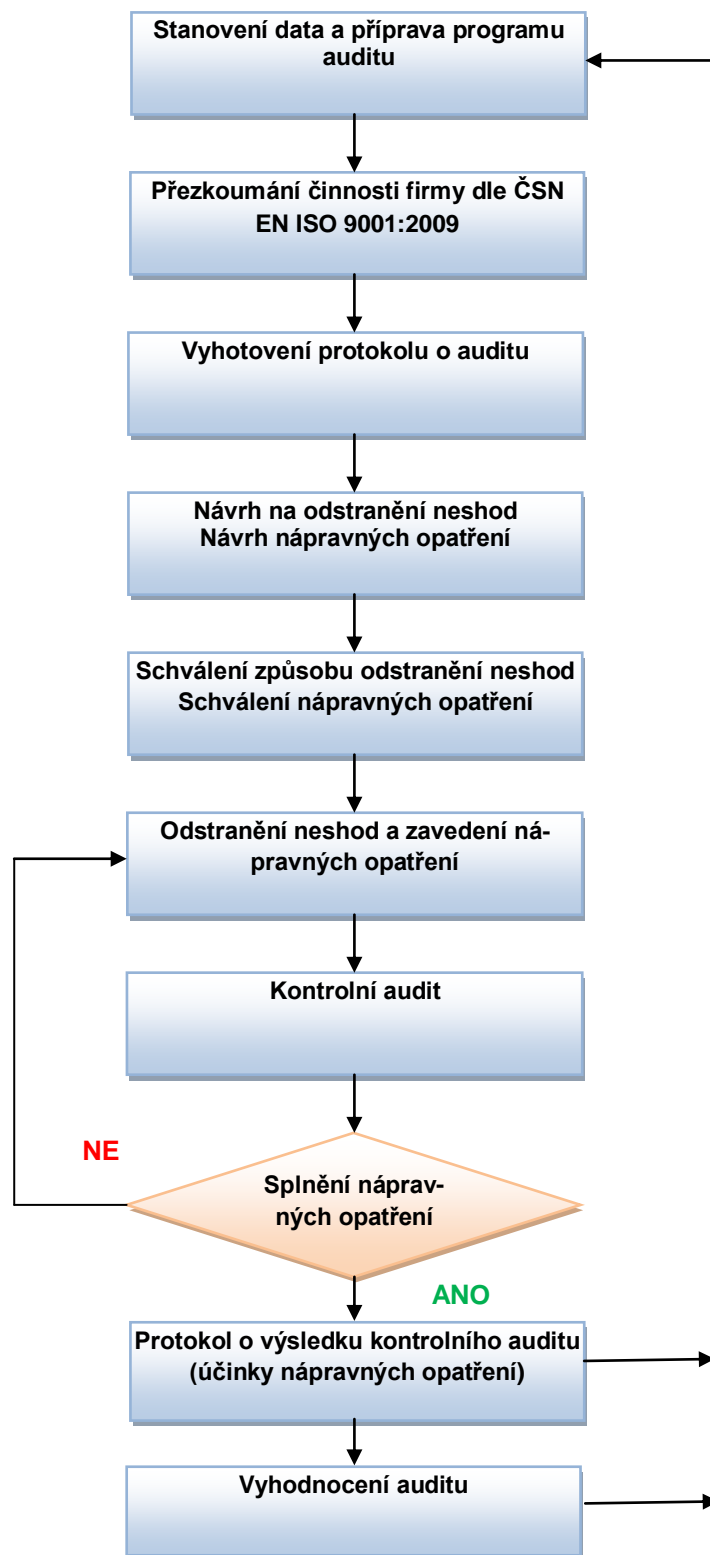 Stanovení data a příprava programu
auditu
Přezkoumání činnosti firmy dle ČSN
EN ISO 9001:2009
Vyhotovení protokolu o auditu
Návrh na odstranění neshod
Návrh nápravných opatření
Schválení způsobu odstranění neshod
Schválení nápravných opatření
Odstranění neshod a zavedení ná-
pravných opatření
Kontrolní audit
NE
Splnění náprav-
ných opatření
ANO
Protokol o výsledku kontrolního auditu
(účinky nápravných opatření)
Vyhodnocení auditu